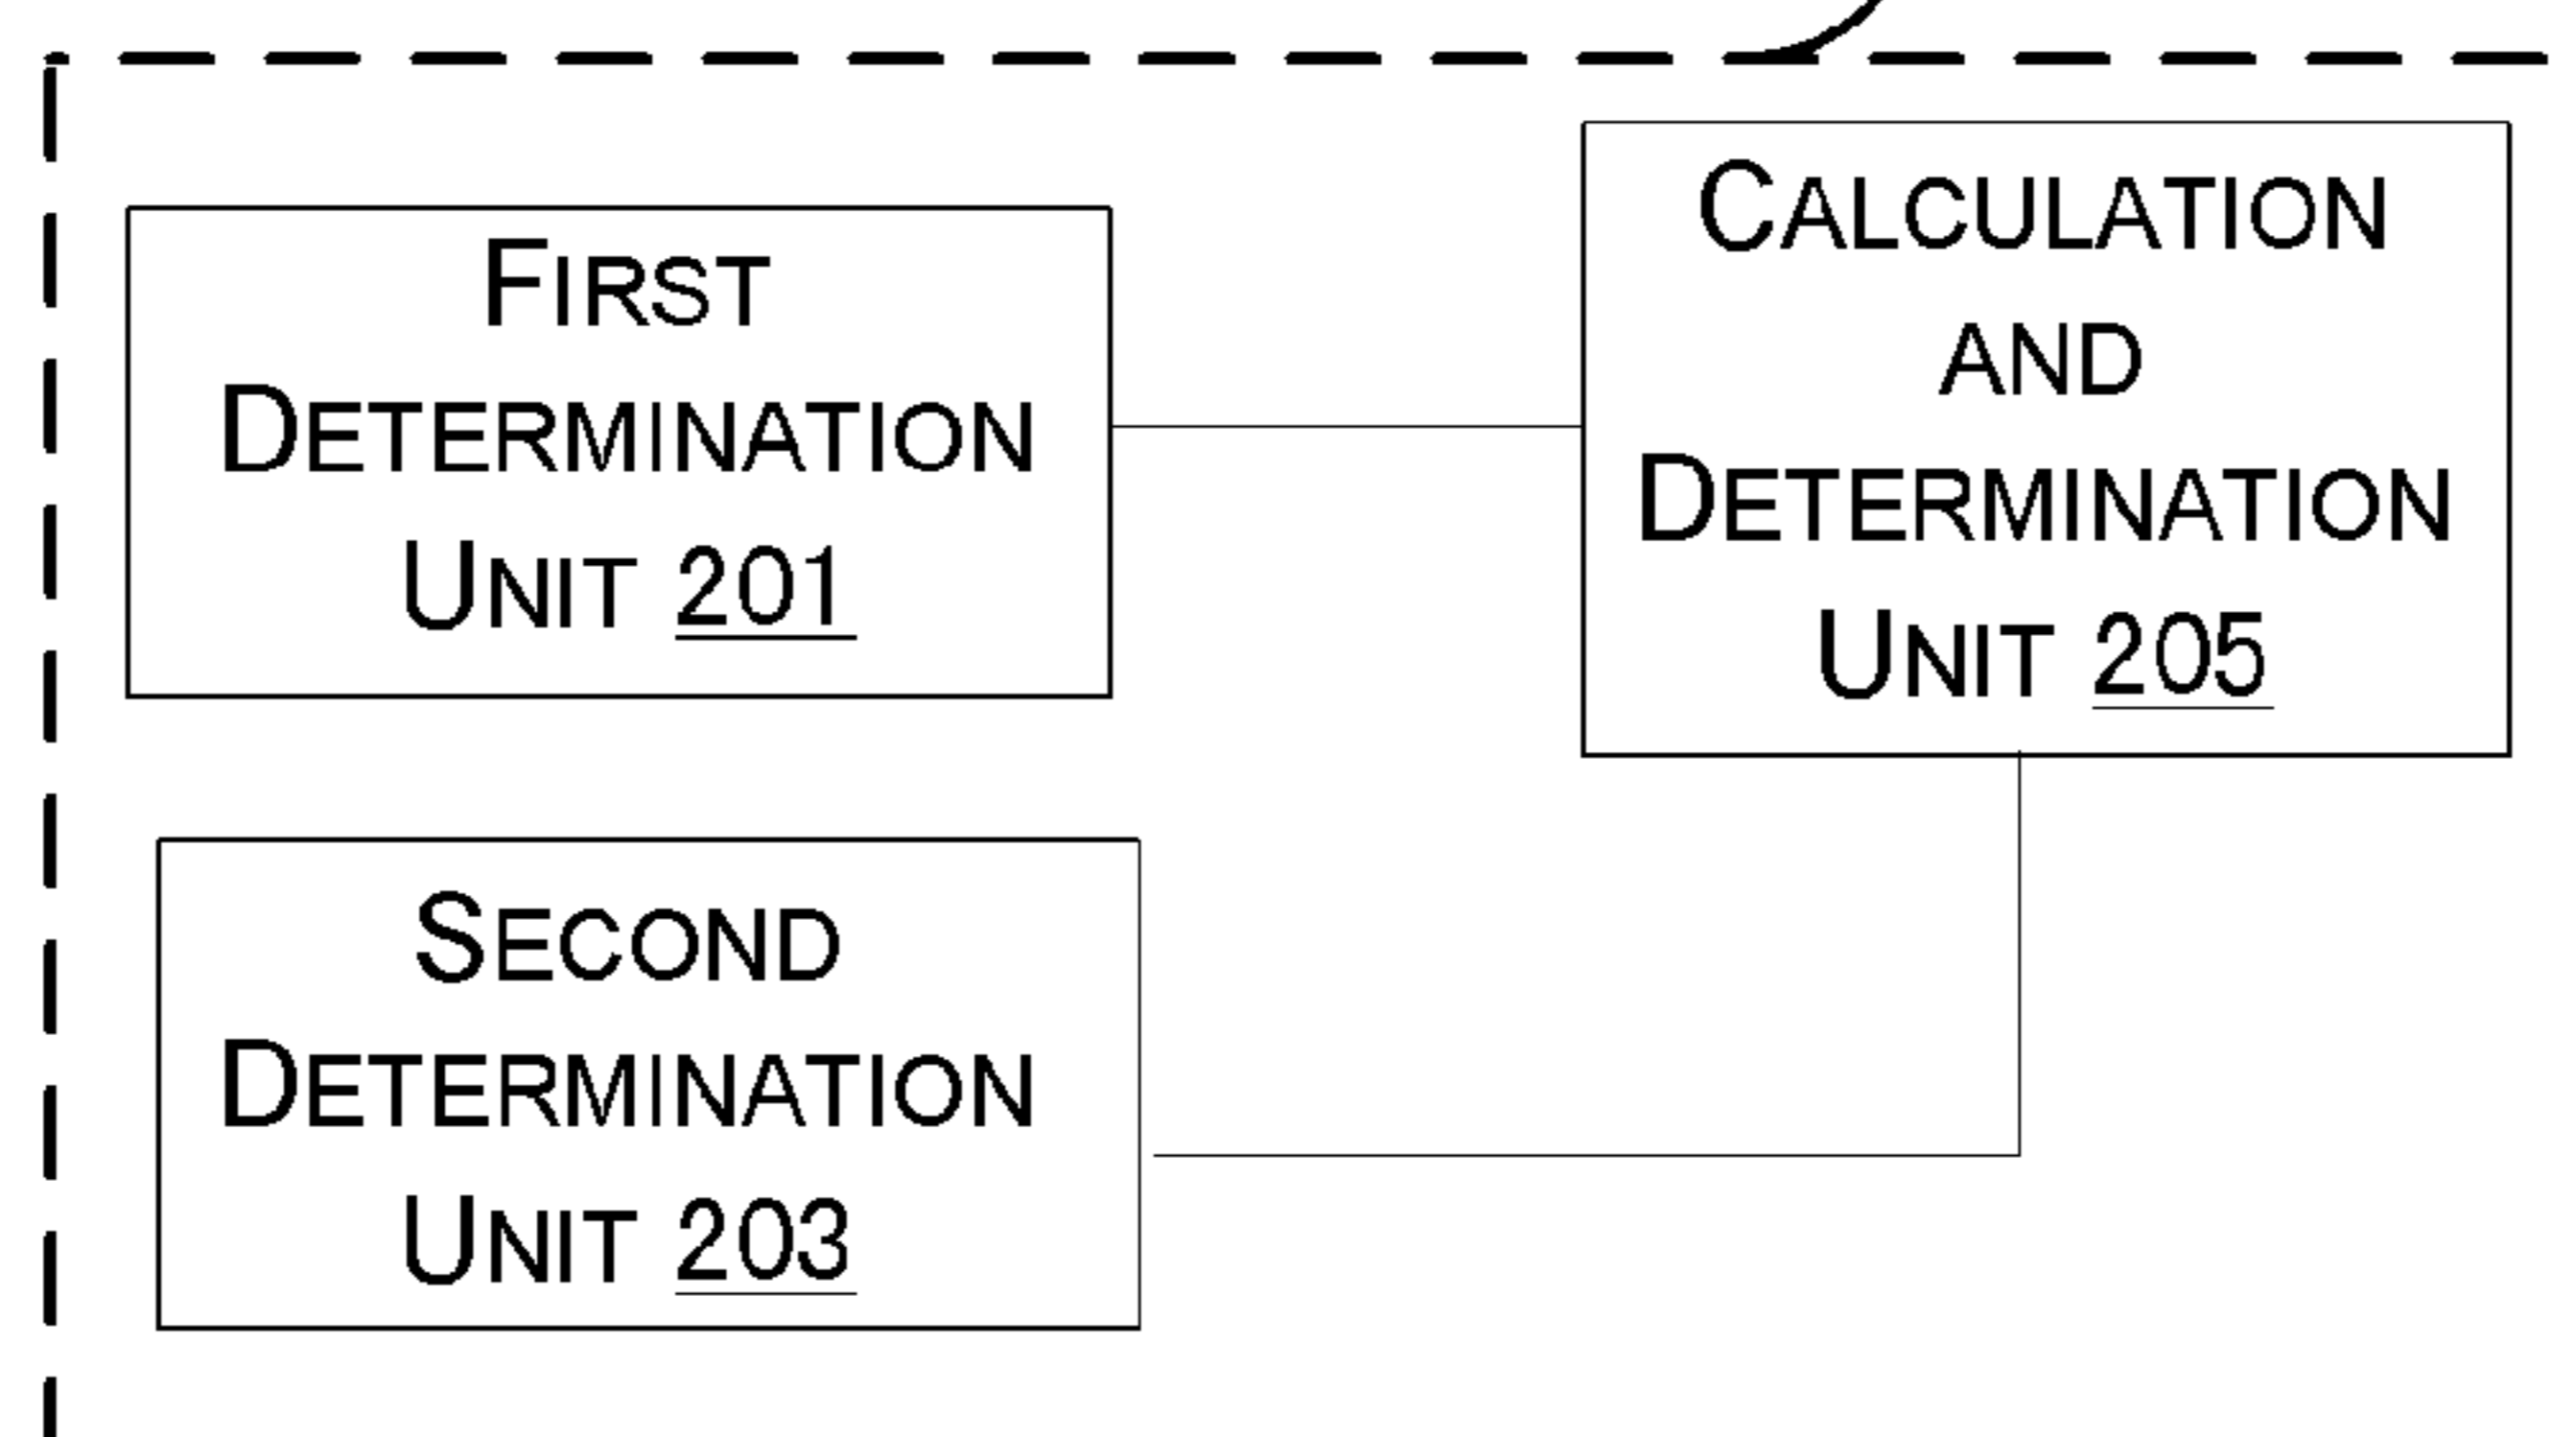 FIRST
DETERMINATION
UNIT 201
CALCULATION
AND
DETERMINATION
UNIT 205
SECOND
DETERMINATION
UNIT 203